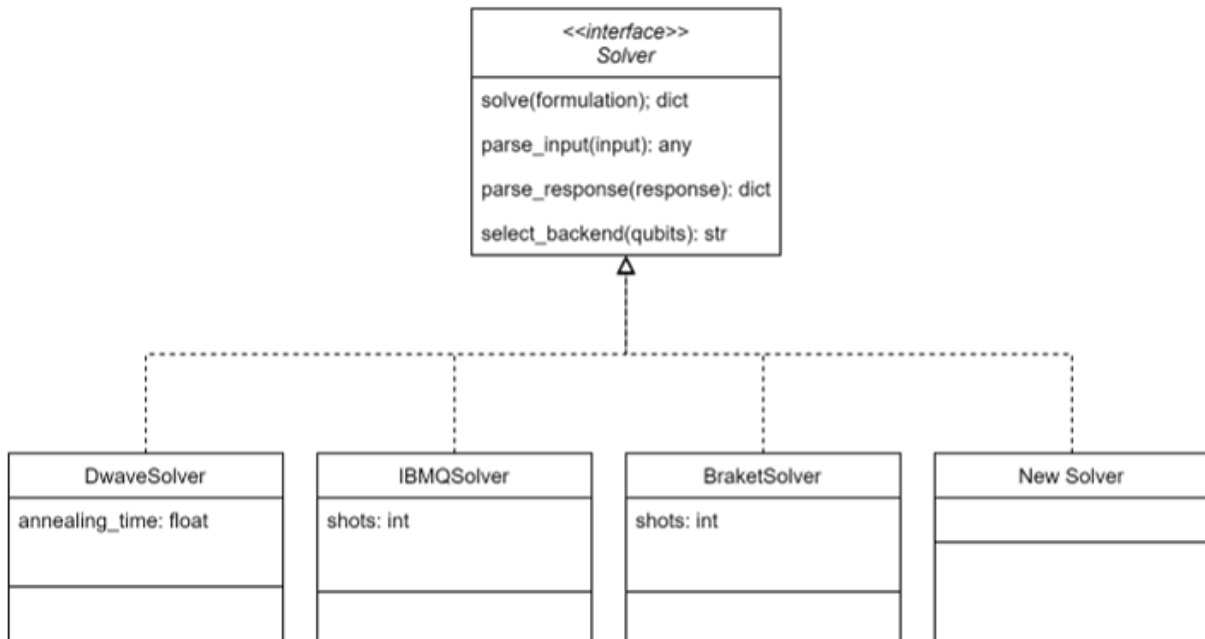 <<interface>>
Solver
solve(formulation); dict
parse_input(input): any
parse_response(response): dict
select_backend(qubits): str
DwaveSolver
annealing_time: float
IBMQSolver
shots: int
BraketSolver
shots: int
New Solver